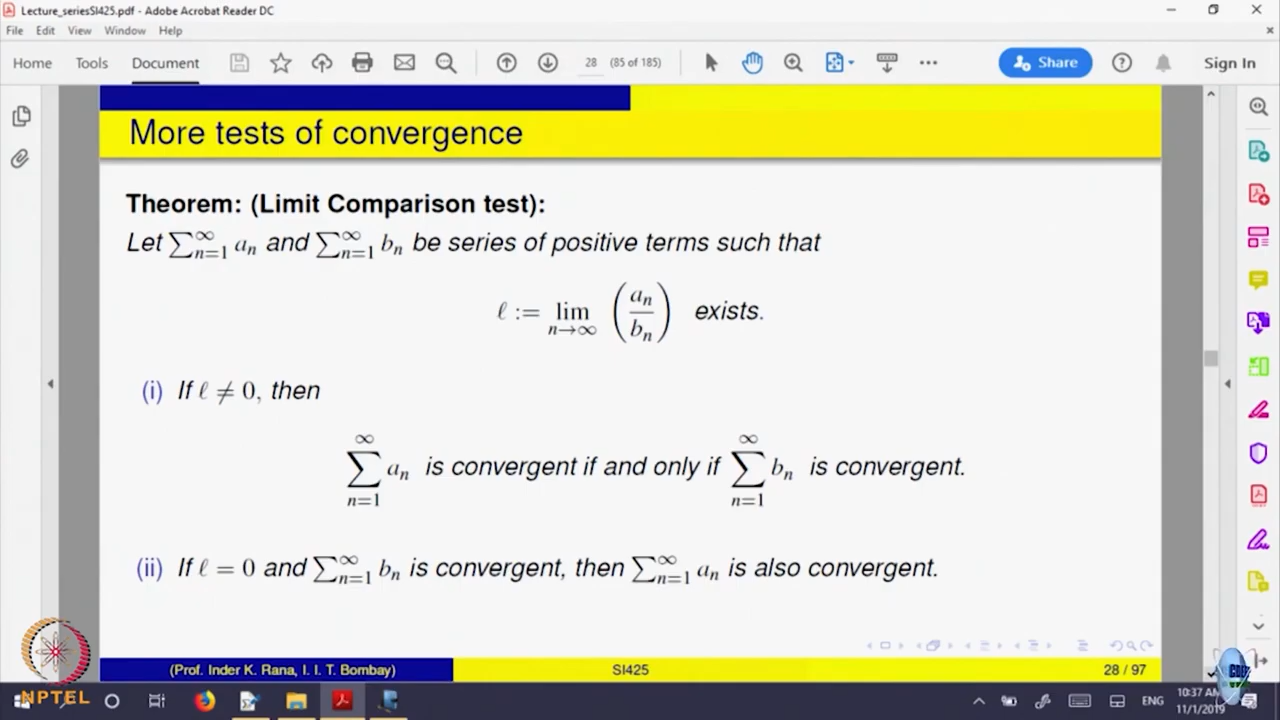 Lecture_seriesSI425.pdf - Adobe Acrobat Reader DC
File Edit View Window Help
Home Tools Document 28 (85 of 185) Share Sign In
More tests of convergence
Theorem: (Limit Comparison test):
Let ∑_{n=1}^{∞} a_n and ∑_{n=1}^{∞} b_n be series of positive terms such that
ℓ := lim_{n→∞} (a_n / b_n) exists.
(i) If ℓ ≠ 0, then
∑_{n=1}^{∞} a_n is convergent if and only if ∑_{n=1}^{∞} b_n is convergent.
(ii) If ℓ = 0 and ∑_{n=1}^{∞} b_n is convergent, then ∑_{n=1}^{∞} a_n is also convergent.
(Prof. Inder K. Rana, I. I. T. Bombay) SI425 28 / 97
NPTEL
ENG
10:37 AM
11/1/2019